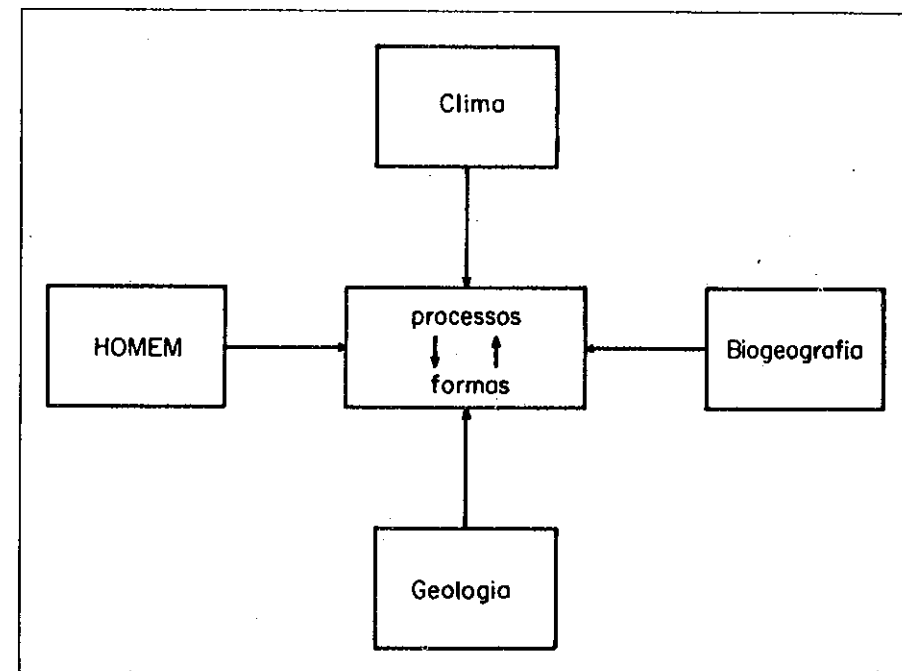 Clima
HOMEM
processos
formas
Biogeografia
Geologia